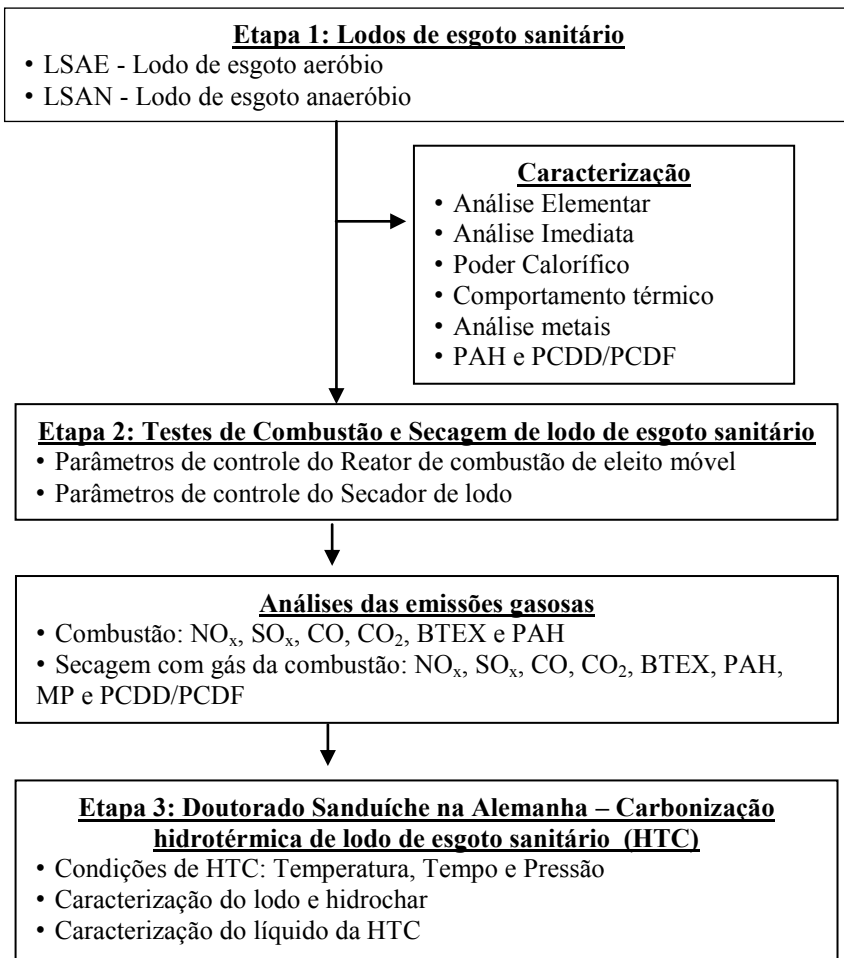 Etapa 1: Lodos de esgoto sanitário
• LSAE - Lodo de esgoto aeróbio
• LSAN - Lodo de esgoto anaeróbio
Caracterização
• Análise Elementar
• Análise Imediata
• Poder Calorífico
• Comportamento térmico
• Análise metais
• PAH e PCDD/PCDF
Etapa 2: Testes de Combustão e Secagem de lodo de esgoto sanitário
• Parâmetros de controle do Reator de combustão de eleito móvel
• Parâmetros de controle do Secador de lodo
Análises das emissões gasosas
• Combustão: NOx, SOx, CO, CO2, BTEX e PAH
• Secagem com gás da combustão: NOx, SOx, CO, CO2, BTEX, PAH,
MP e PCDD/PCDF
Etapa 3: Doutorado Sanduíche na Alemanha – Carbonização
hidrotérmica de lodo de esgoto sanitário (HTC)
• Condições de HTC: Temperatura, Tempo e Pressão
• Caracterização do lodo e hidrochar
• Caracterização do líquido da HTC